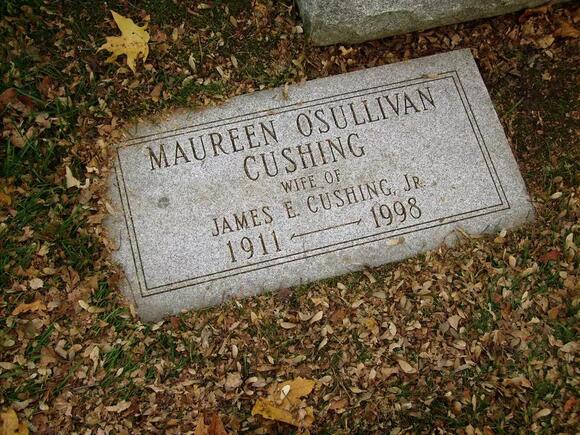 MAUREEN OSULLIVAN
CUSHING
WIFE OF
JAMES E. CUSHING, JR.
1911 — 1998